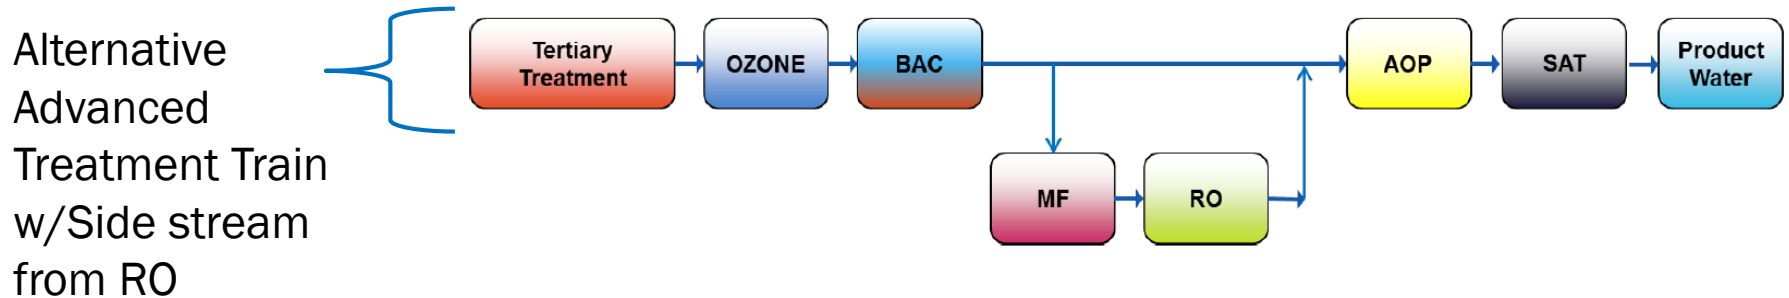 Alternative
Advanced
Treatment Train
w/Side stream
from RO
Tertiary
Treatment
OZONE
BAC
AOP
SAT
Product
Water
MF
RO